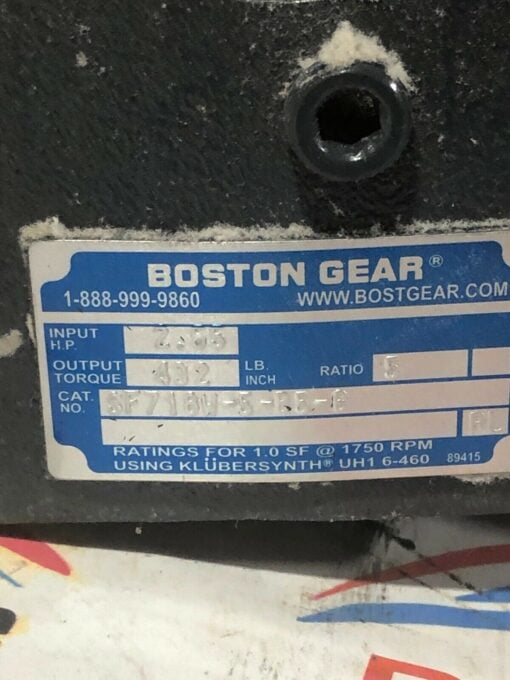 BOSTON GEAR®
1-888-999-9860 WWW.BOSTGEAR.COM
INPUT H.P.
OUTPUT TORQUE LB. INCH RATIO 5
CAT. NO.
RATINGS FOR 1.0 SF @ 1750 RPM
USING KLÜBERSYNTH® UH1 6-460 89415